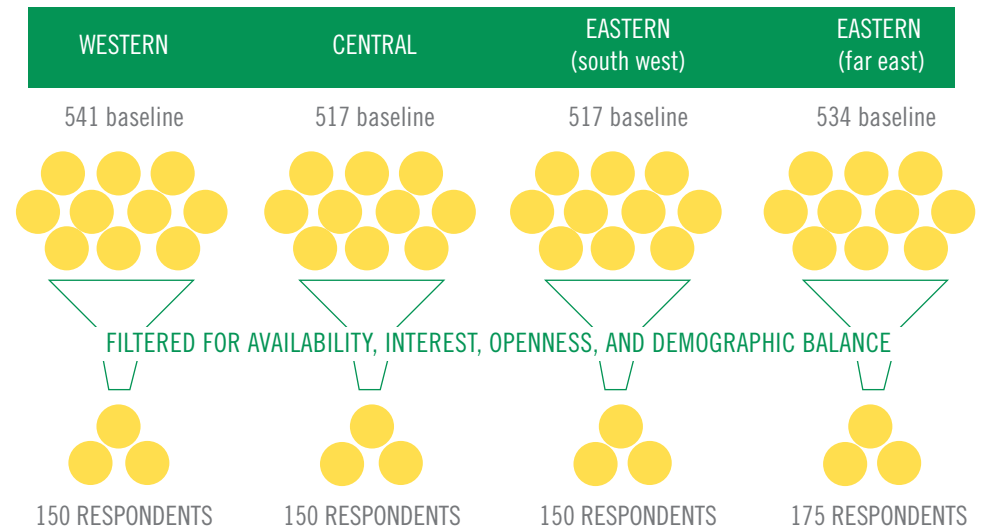 WESTERN
CENTRAL
EASTERN
(south west)
EASTERN
(far east)
541 baseline
517 baseline
517 baseline
534 baseline
FILTERED FOR AVAILABILITY, INTEREST, OPENNESS, AND DEMOGRAPHIC BALANCE
150 RESPONDENTS
150 RESPONDENTS
150 RESPONDENTS
175 RESPONDENTS